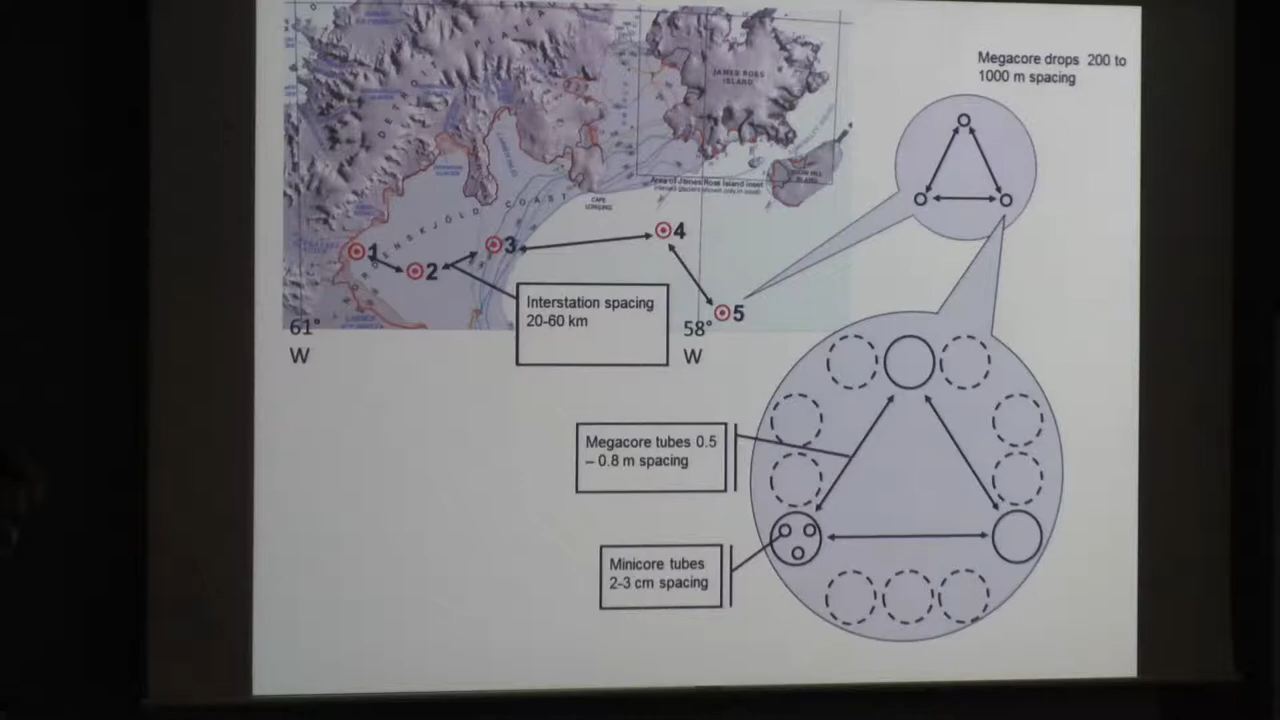 Megacore drops 200 to
1000 m spacing
JAMES ROSS
ISLAND
Area of James Ross Island inset
CAPE
LONGING
NORDENSKJÖLD COAST
1
2
3
4
5
Interstation spacing
20-60 km
61°
W
58°
W
Megacore tubes 0.5
– 0.8 m spacing
Minicore tubes
2-3 cm spacing